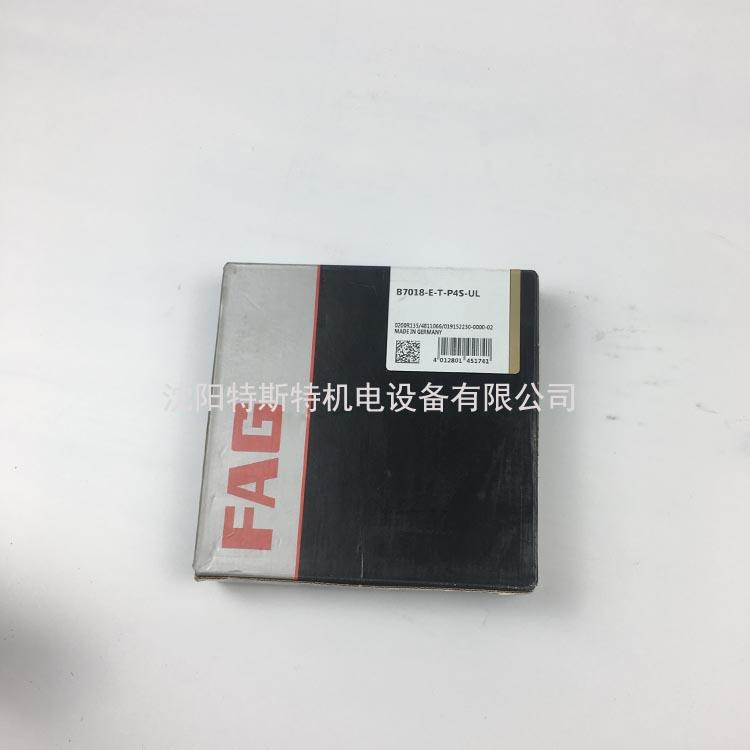 B7018-E-T-P4S-UL
0200R135/4811066/019152230-0000-02
MADE IN GERMANY
4 012801 451741
沈阳特斯特机电设备有限公司
FAG